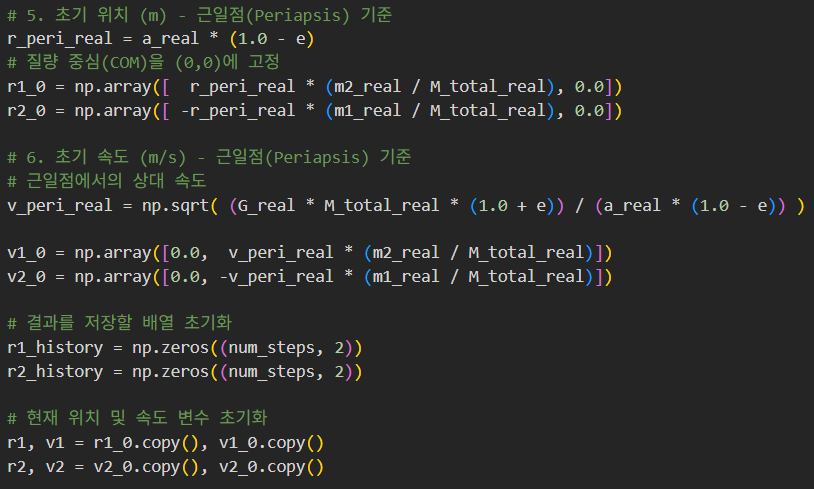 # 5. 초기 위치 (m) - 근일점(Periapsis) 기준
r_peri_real = a_real * (1.0 - e)
# 질량 중심(COM)을 (0,0)에 고정
r1_0 = np.array([  r_peri_real * (m2_real / M_total_real), 0.0])
r2_0 = np.array([ -r_peri_real * (m1_real / M_total_real), 0.0])

# 6. 초기 속도 (m/s) - 근일점(Periapsis) 기준
# 근일점에서의 상대 속도
v_peri_real = np.sqrt( (G_real * M_total_real * (1.0 + e)) / (a_real * (1.0 - e)) )

v1_0 = np.array([0.0,  v_peri_real * (m2_real / M_total_real)])
v2_0 = np.array([0.0, -v_peri_real * (m1_real / M_total_real)])

# 결과를 저장할 배열 초기화
r1_history = np.zeros((num_steps, 2))
r2_history = np.zeros((num_steps, 2))

# 현재 위치 및 속도 변수 초기화
r1, v1 = r1_0.copy(), v1_0.copy()
r2, v2 = v2_0.copy(), v2_0.copy()